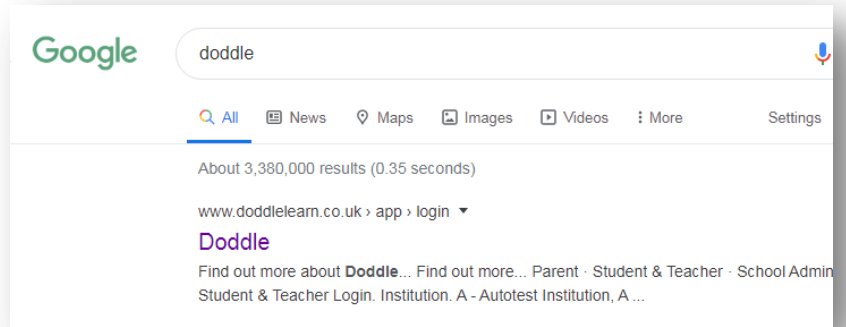 Google
doddle
All News Maps Images Videos More Settings
About 3,380,000 results (0.35 seconds)
www.doddlelearn.co.uk › app › login
Doddle
Find out more about Doddle... Find out more... Parent · Student & Teacher · School Admin
Student & Teacher Login. Institution. A - Autotest Institution, A ...